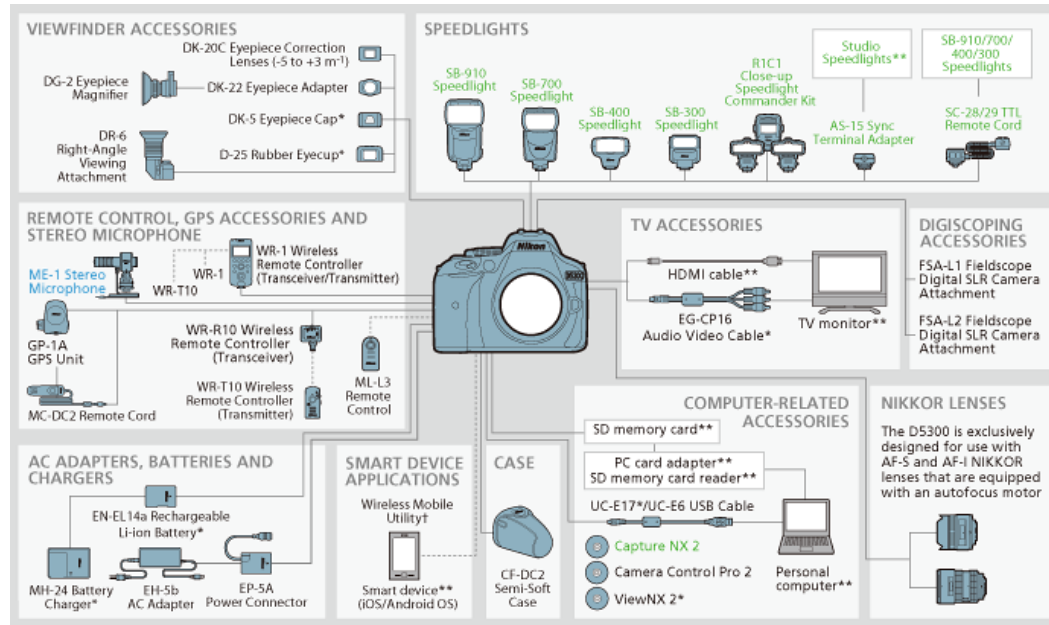 VIEWFINDER ACCESSORIES
DK-20C Eyepiece Correction
Lenses (-5 to +3 m⁻¹)
DG-2 Eyepiece
Magnifier
DK-22 Eyepiece Adapter
DK-5 Eyepiece Cap*
DR-6
Right-Angle
Viewing
Attachment
D-25 Rubber Eyecup*
SPEEDLIGHTS
SB-910
Speedlight
SB-700
Speedlight
SB-400
Speedlight
SB-300
Speedlight
R1C1
Close-up
Speedlight
Commander Kit
Studio
Speedlights**
AS-15 Sync
Terminal Adapter
SB-910/700/
400/300
Speedlights
SC-28/29 TTL
Remote Cord
REMOTE CONTROL, GPS ACCESSORIES AND
STEREO MICROPHONE
ME-1 Stereo
Microphone
WR-1
WR-T10
WR-1 Wireless
Remote Controller
(Transceiver/Transmitter)
GP-1A
GPS Unit
WR-R10 Wireless
Remote Controller
(Transceiver)
WR-T10 Wireless
Remote Controller
(Transmitter)
MC-DC2 Remote Cord
ML-L3
Remote
Control
Nikon
D5300
TV ACCESSORIES
HDMI cable**
EG-CP16
Audio Video Cable*
TV monitor**
DIGISCOPING
ACCESSORIES
FSA-L1 Fieldscope
Digital SLR Camera
Attachment
FSA-L2 Fieldscope
Digital SLR Camera
Attachment
AC ADAPTERS, BATTERIES AND
CHARGERS
EN-EL14a Rechargeable
Li-ion Battery*
MH-24 Battery
Charger*
EH-5b
AC Adapter
EP-5A
Power Connector
SMART DEVICE
APPLICATIONS
Wireless Mobile
Utility†
Smart device**
(iOS/Android OS)
CASE
CF-DC2
Semi-Soft
Case
COMPUTER-RELATED
ACCESSORIES
SD memory card**
PC card adapter**
SD memory card reader**
UC-E17*/UC-E6 USB Cable
Capture NX 2
Camera Control Pro 2
ViewNX 2*
Personal
computer**
NIKKOR LENSES
The D5300 is exclusively
designed for use with
AF-S and AF-I NIKKOR
lenses that are equipped
with an autofocus motor